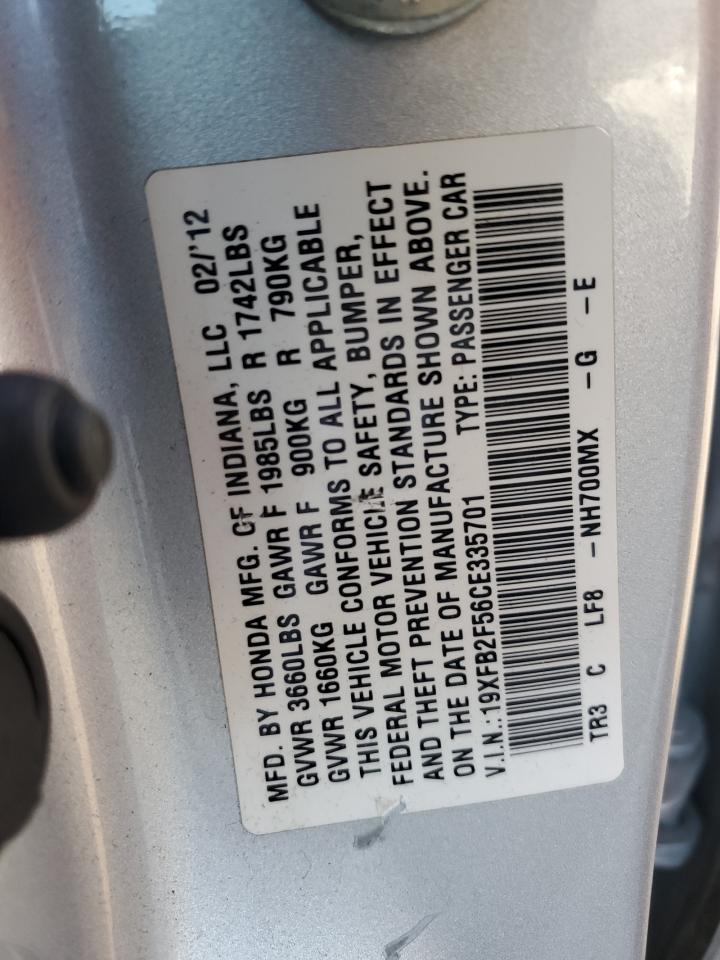 MFD. BY HONDA MFG. OF INDIANA, LLC 02/'12
GVWR 3660LBS GAWR F 1985LBS R 1742LBS
GVWR 1660KG GAWR F 900KG R 790KG
THIS VEHICLE CONFORMS TO ALL APPLICABLE
FEDERAL MOTOR VEHICLE SAFETY, BUMPER,
AND THEFT PREVENTION STANDARDS IN EFFECT
ON THE DATE OF MANUFACTURE SHOWN ABOVE.
V.I.N.:19XFB2F56CE335701 TYPE: PASSENGER CAR
TR3 C LF8 -NH700MX -G -E